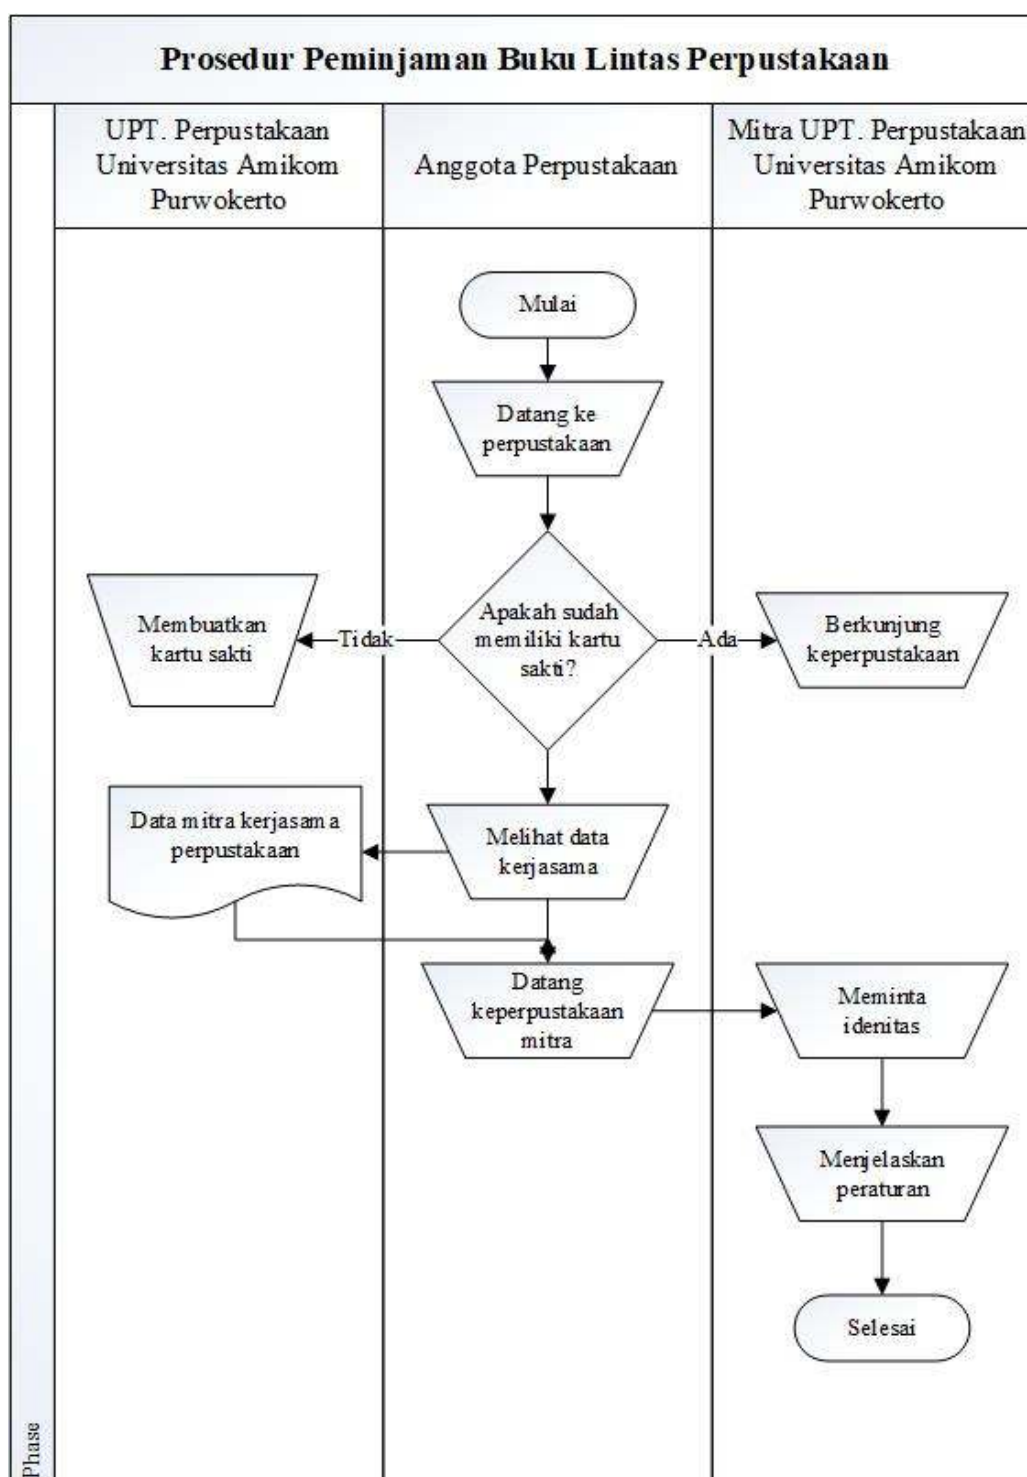 Prosedur Peminjaman Buku Lintas Perpustakaan
UPT. Perpustakaan
Universitas Amikom
Purwokerto
Anggota Perpustakaan
Mitra UPT. Perpustakaan
Universitas Amikom
Purwokerto
Mulai
Datang ke
perpustakaan
Apakah sudah
memiliki kartu
sakti?
Tidak
Membuatkan
kartu sakti
Ada
Berkunjung
keperpustakaan
Melihat data
kerjasama
Data mitra kerjasama
perpustakaan
Datang
keperpustakaan
mitra
Meminta
idenitas
Menjelaskan
peraturan
Selesai
Phase